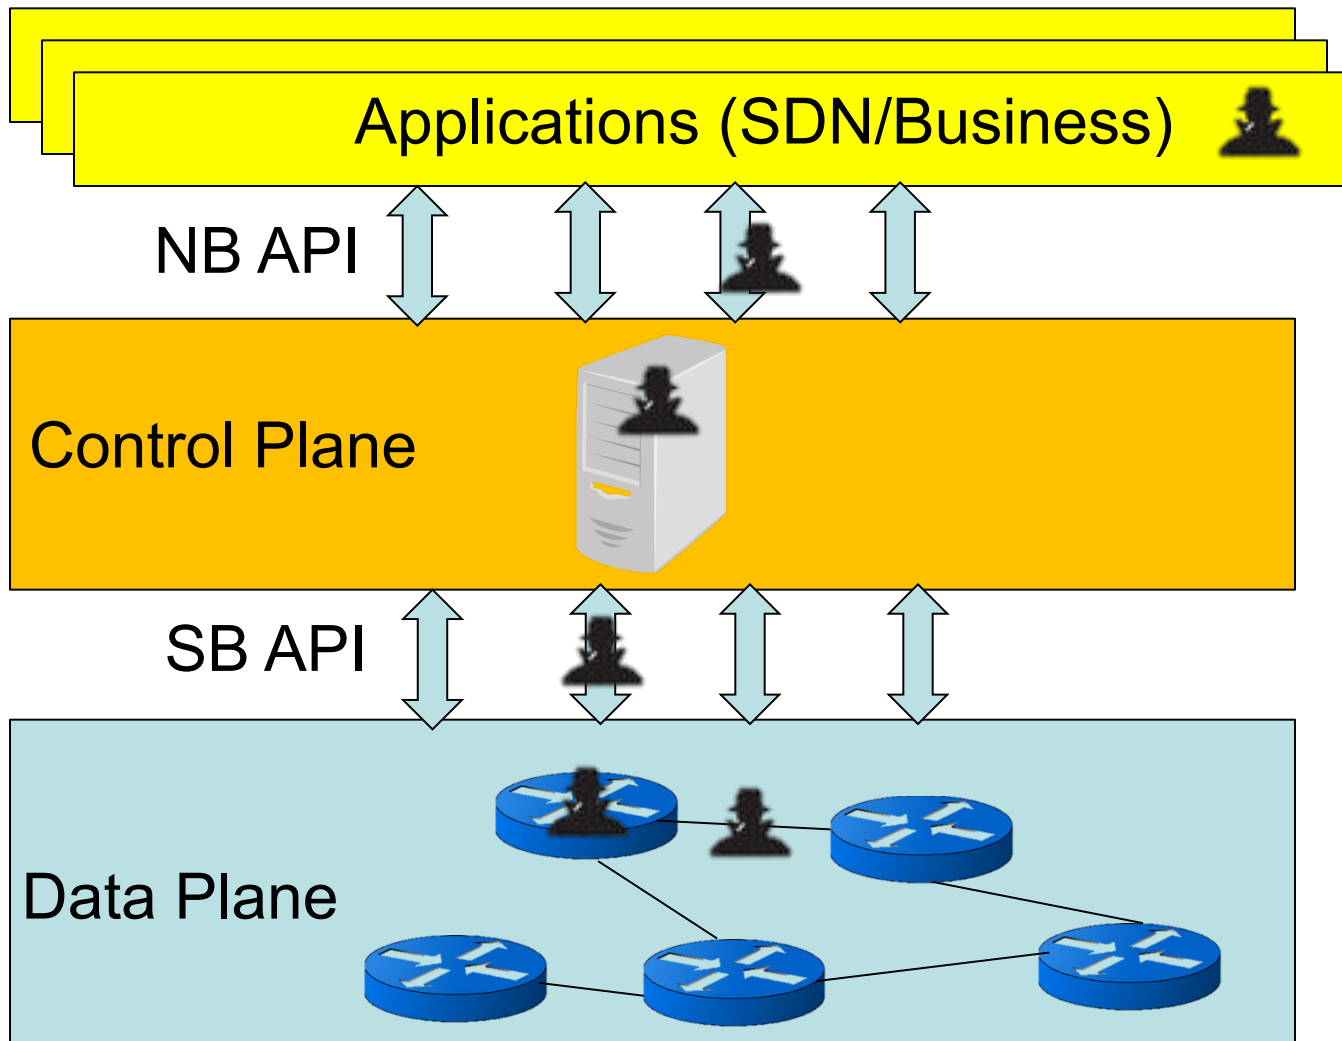 Applications (SDN/Business)
NB API
Control Plane
SB API
Data Plane